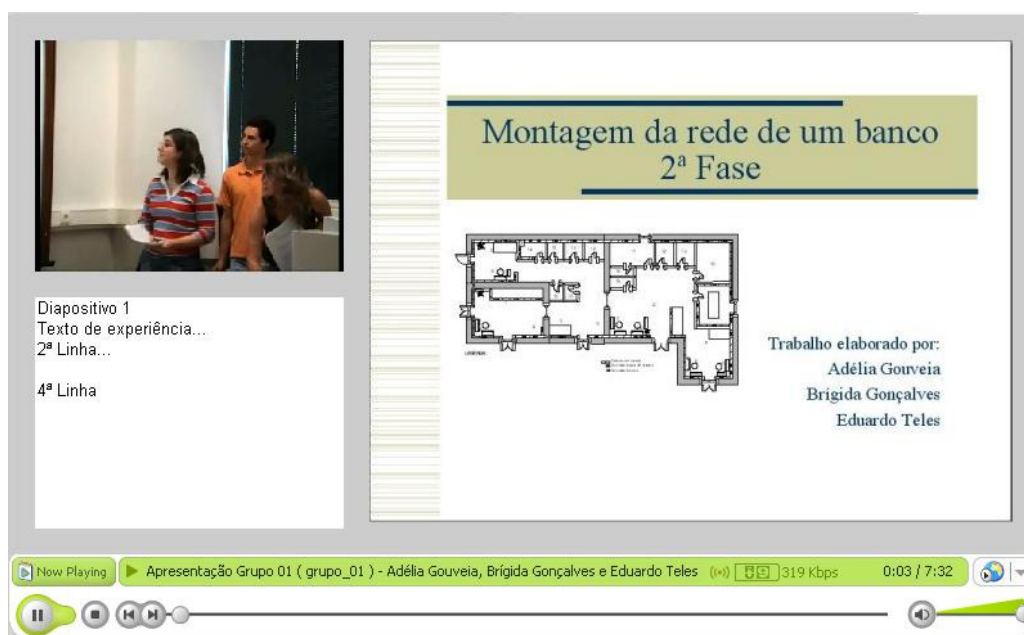 Montagem da rede de um banco
2ª Fase
Trabalho elaborado por:
Adélia Gouveia
Brígida Gonçalves
Eduardo Teles
Diapositivo 1
Texto de experiência...
2ª Linha...
4ª Linha
Now Playing
Apresentação Grupo 01 ( grupo_01 ) - Adélia Gouveia, Brígida Gonçalves e Eduardo Teles
319 Kbps
0:03 / 7:32